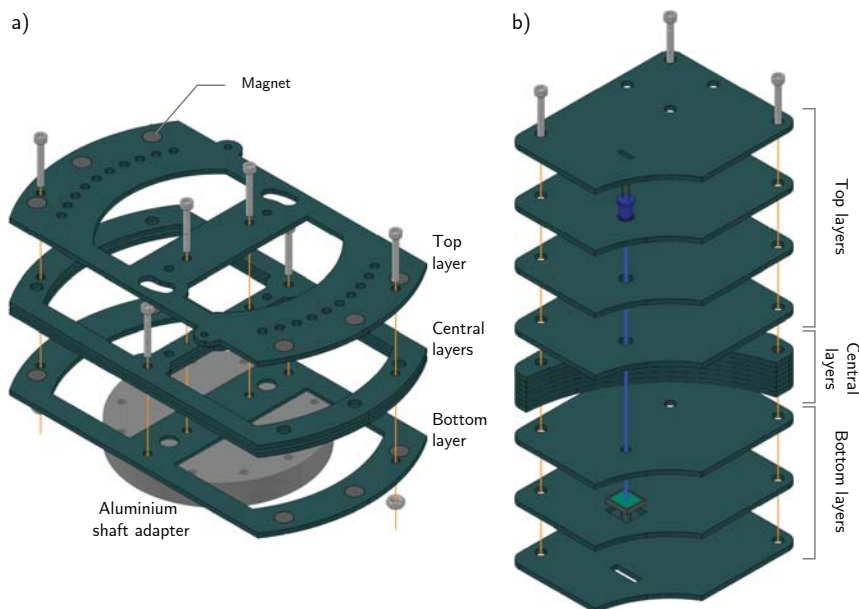 a)
Magnet
Top
layer
Central
layers
Bottom
layer
Aluminium
shaft adapter
b)
Top layers
Central
layers
Bottom layers